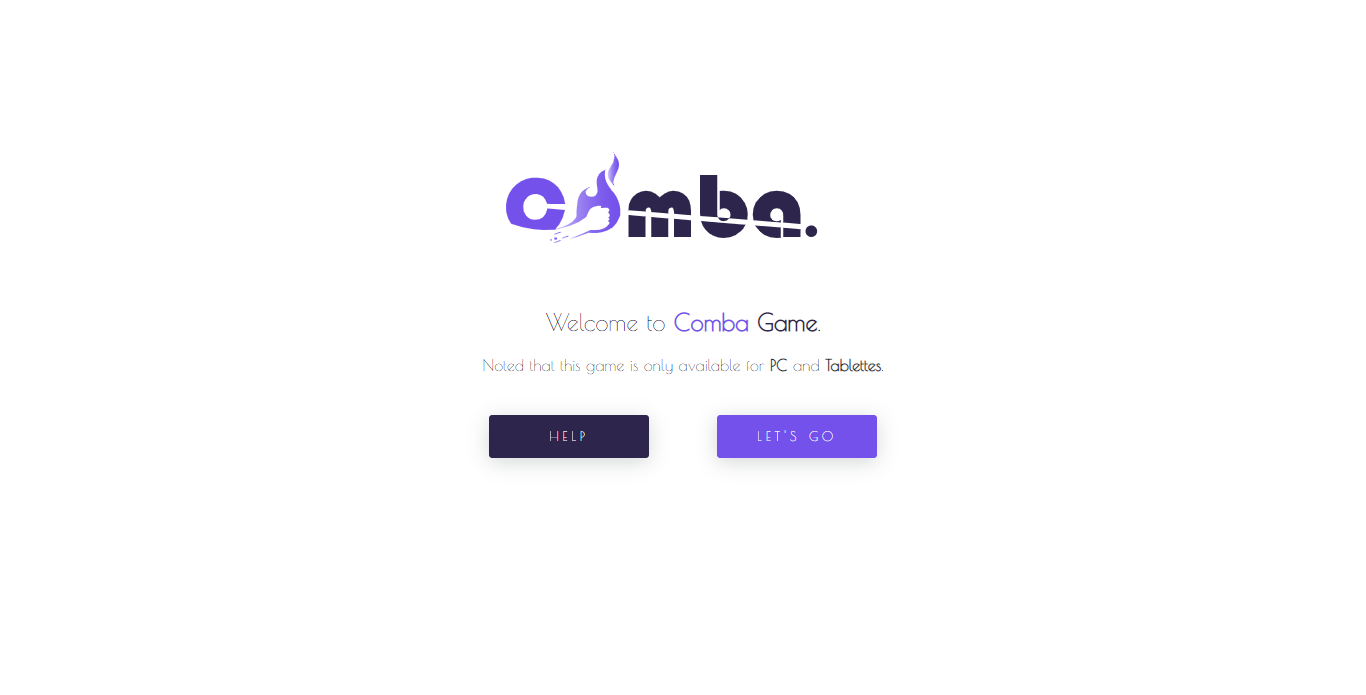 comba.
Welcome to Comba Game.
Noted that this game is only available for PC and Tablettes.
HELP
LET'S GO